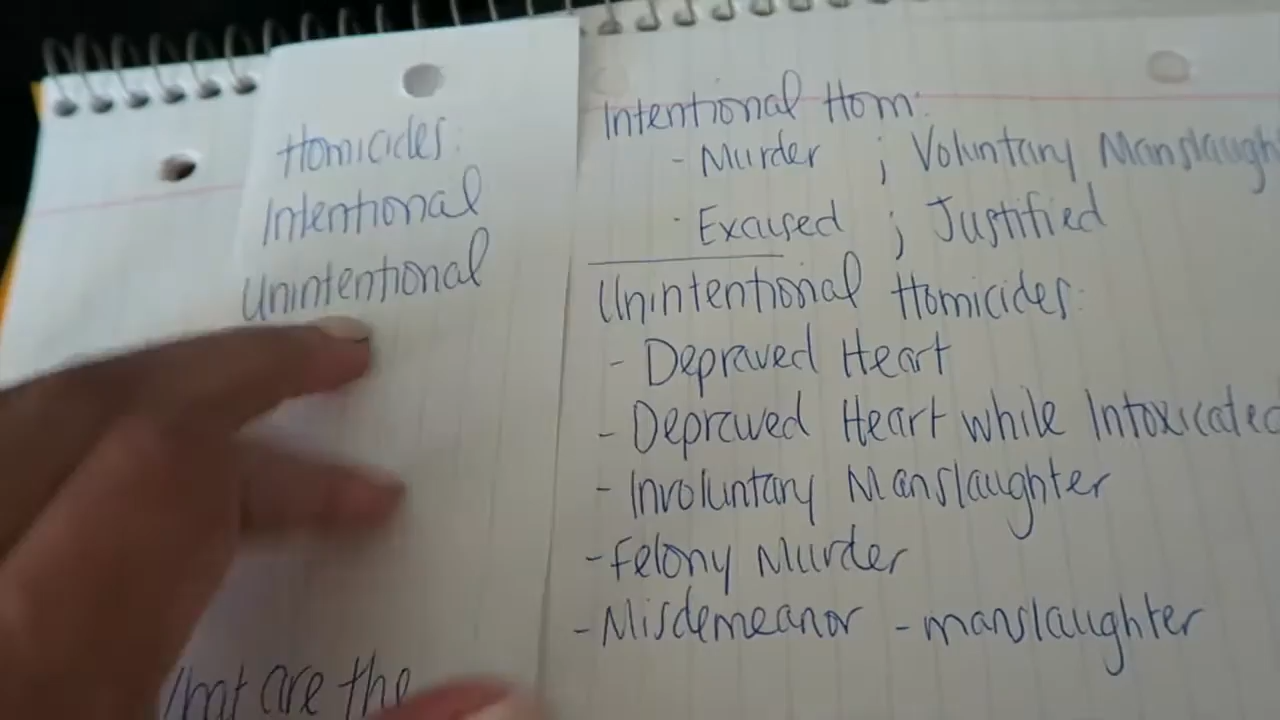 Homicides:
Intentional
Unintentional
What are the
Intentional Hom:
- Murder ; Voluntary Manslaugh
- Excused ; Justified
Unintentional Homicides:
- Depraved Heart
- Depraved Heart while Intoxicated
- Involuntary Manslaughter
- Felony Murder
- Misdemeanor - manslaughter